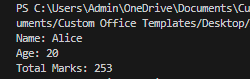 PS C:\Users\Admin\OneDrive\Documents\Cu
uments/Custom Office Templates/Desktop/
Name: Alice
Age: 20
Total Marks: 253